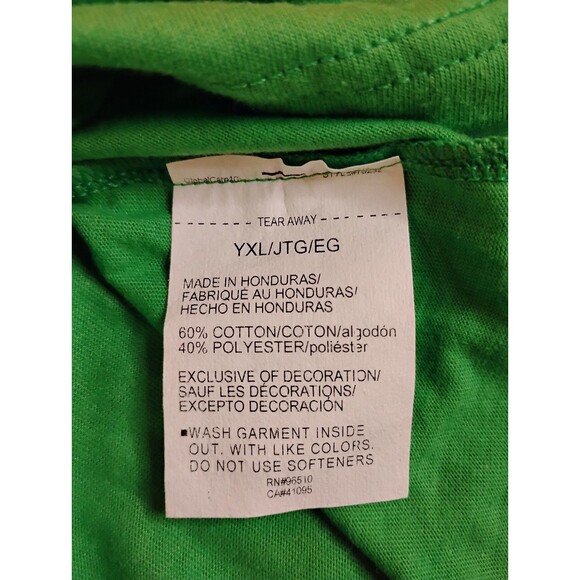 TEAR AWAY
YXL/JTG/EG
MADE IN HONDURAS/
FABRIQUÉ AU HONDURAS/
HECHO EN HONDURAS
60% COTTON/COTON/algodón
40% POLYESTER/poliéster
EXCLUSIVE OF DECORATION/
SAUF LES DÉCORATIONS/
EXCEPTO DECORACIÓN
▪WASH GARMENT INSIDE
OUT. WITH LIKE COLORS.
DO NOT USE SOFTENERS
RN#96510
CA#41095